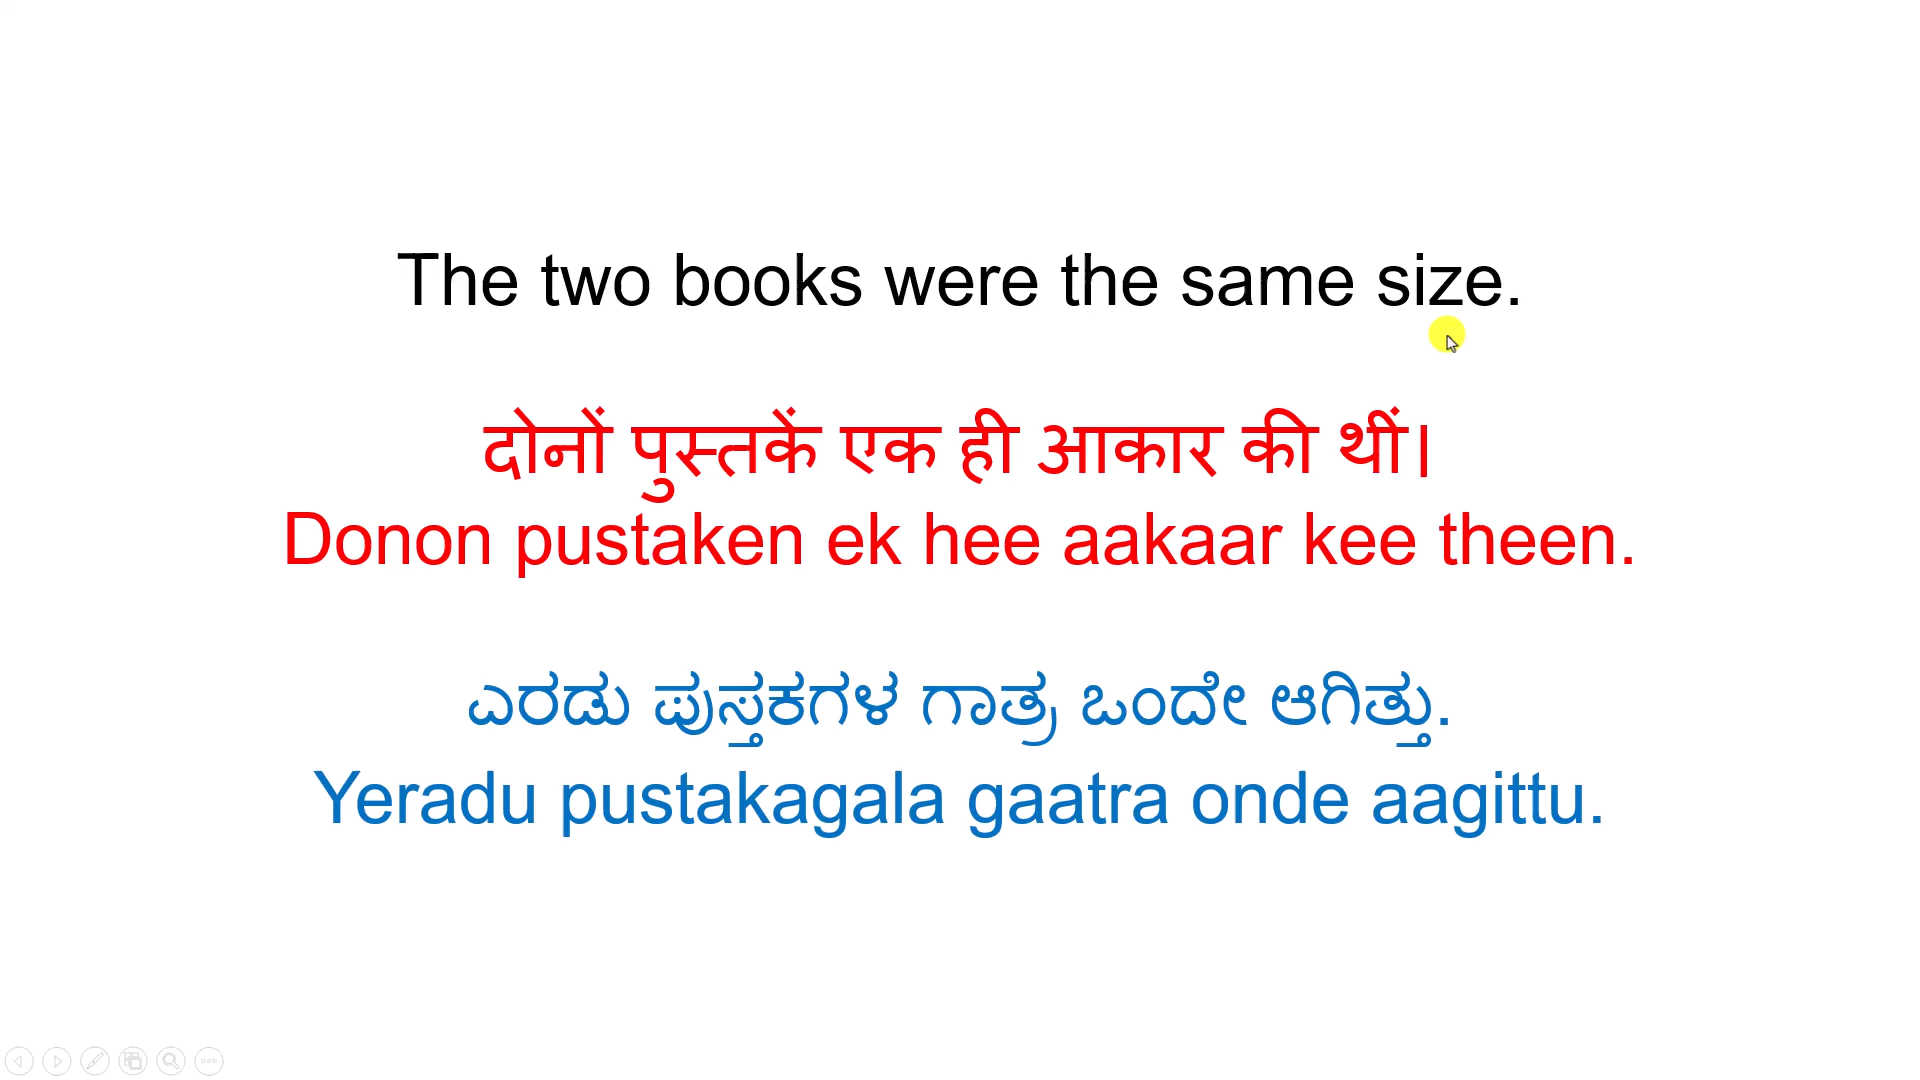 The two books were the same size.
दोनों पुस्तकें एक ही आकार की थीं।
Donon pustaken ek hee aakaar kee theen.
ಎರಡು ಪುಸ್ತಕಗಳ ಗಾತ್ರ ಒಂದೇ ಆಗಿತ್ತು.
Yeradu pustakagala gaatra onde aagittu.